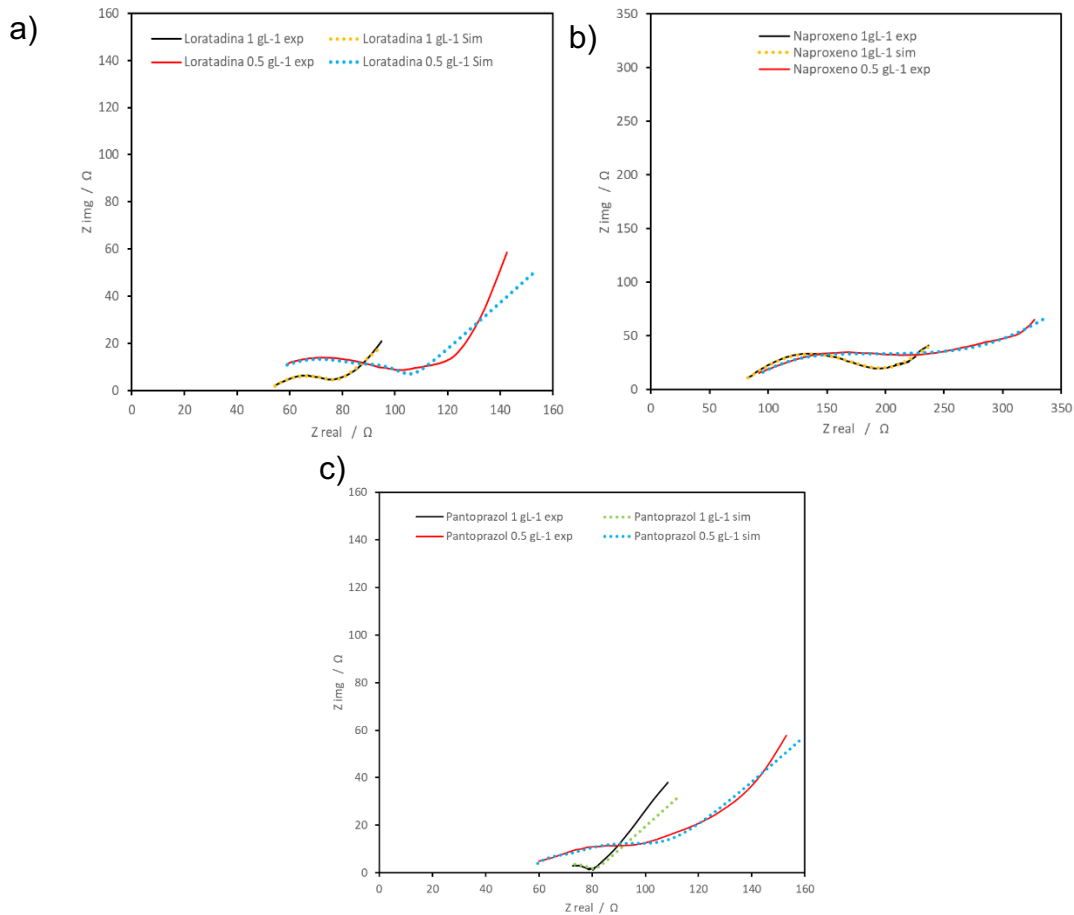 a)
160
140
120
100
80
60
40
20
0
Z img / Ω
Loratadina 1 gL-1 exp
Loratadina 1 gL-1 Sim
Loratadina 0.5 gL-1 exp
Loratadina 0.5 gL-1 Sim
0 20 40 60 80 100 120 140 160
Z real / Ω
b)
350
300
250
200
150
100
50
0
Z img / Ω
Naproxeno 1gL-1 exp
Naproxeno 1gL-1 sim
Naproxeno 0.5 gL-1 exp
0 50 100 150 200 250 300 350
Z real / Ω
c)
160
140
120
100
80
60
40
20
0
Z img / Ω
Pantoprazol 1 gL-1 exp
Pantoprazol 1 gL-1 sim
Pantoprazol 0.5 gL-1 exp
Pantoprazol 0.5 gL-1 sim
0 20 40 60 80 100 120 140 160
Z real / Ω